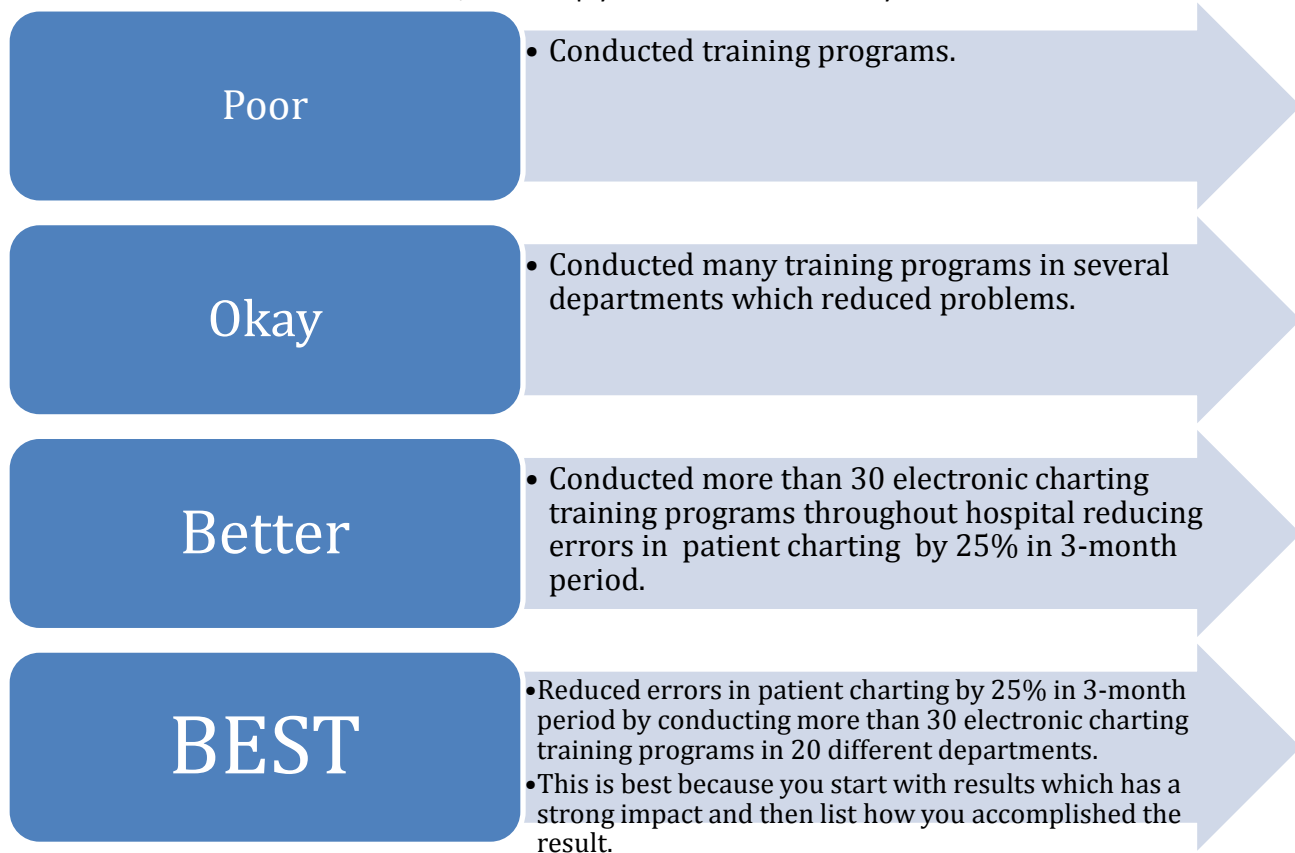 Poor
• Conducted training programs.
Okay
• Conducted many training programs in several
departments which reduced problems.
Better
• Conducted more than 30 electronic charting
training programs throughout hospital reducing
errors in patient charting by 25% in 3-month
period.
BEST
•Reduced errors in patient charting by 25% in 3-month
period by conducting more than 30 electronic charting
training programs in 20 different departments.
•This is best because you start with results which has a
strong impact and then list how you accomplished the
result.